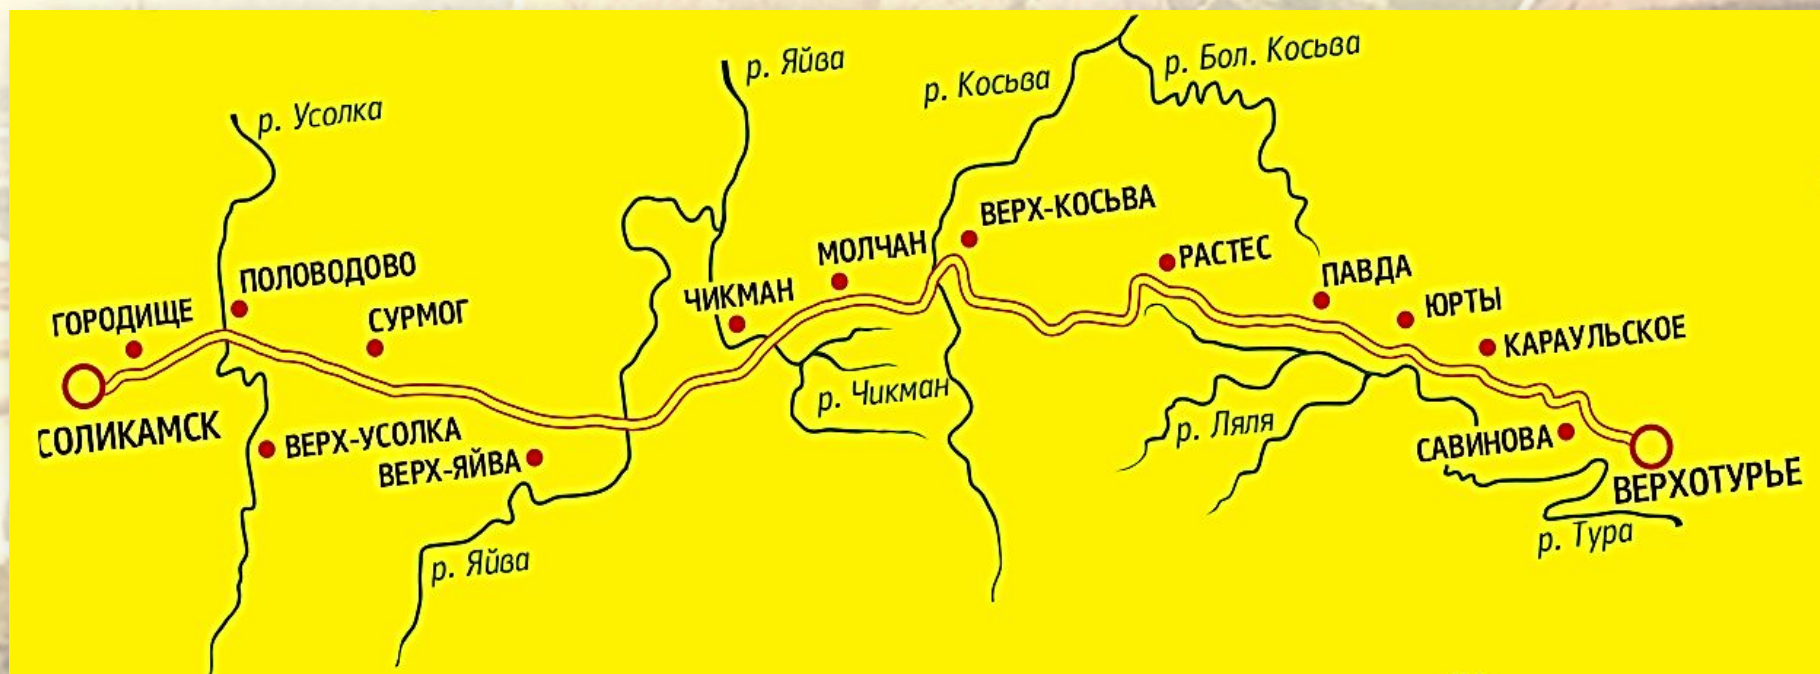 р. Усолка
р. Яйва
р. Косьва
р. Бол. Косьва
ГОРОДИЩЕ
ПОЛОВОДОВО
СУРМОГ
ЧИКМАН
МОЛЧАН
ВЕРХ-КОСЬВА
РАСТЕС
ПАВДА
ЮРТЫ
КАРАУЛЬСКОЕ
СОЛИКАМСК
ВЕРХ-УСОЛКА
ВЕРХ-ЯЙВА
р. Чикман
р. Ляля
САВИНОВА
ВЕРХОТУРЬЕ
р. Яйва
р. Тура